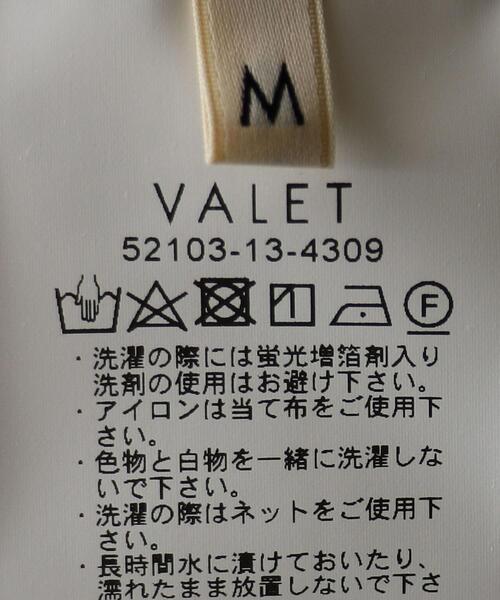 M
VALET
52103-13-4309
F
・洗濯の際には蛍光増箔剤入り
洗剤の使用はお避け下さい。
・アイロンは当て布をご使用下
さい。
・色物と白物を一緒に洗濯しな
いで下さい。
・洗濯の際はネットをご使用下
さい。
・長時間水に漬けておいたり、
濡れたまま放置しないで下さ